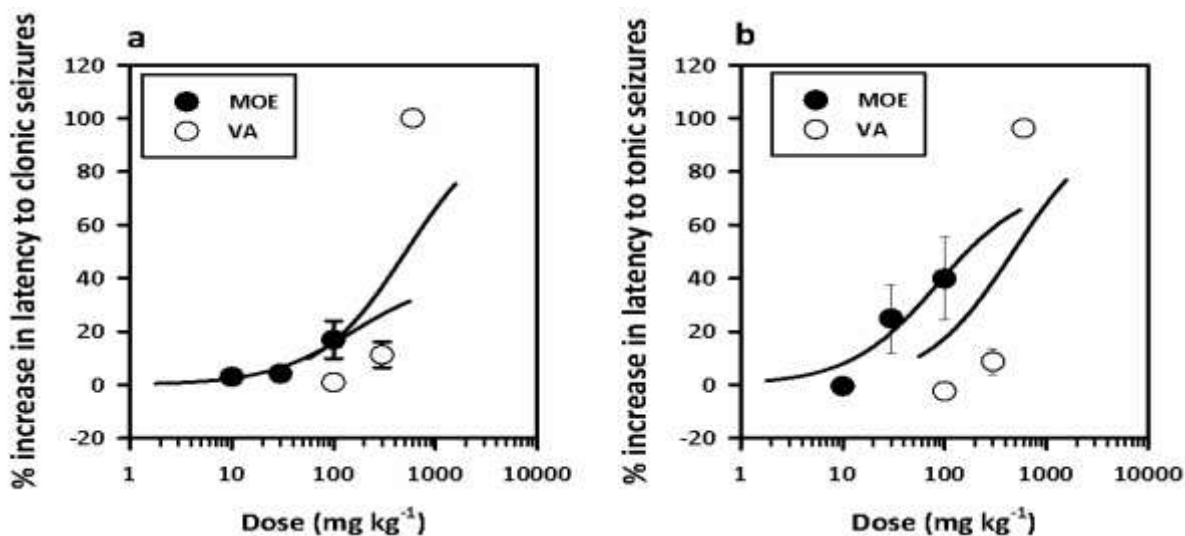 a
% increase in latency to clonic seizures
120
100
80
60
40
20
0
-20
MOE
VA
1
10
100
1000
10000
Dose (mg kg⁻¹)
b
% increase in latency to tonic seizures
120
100
80
60
40
20
0
-20
MOE
VA
1
10
100
1000
10000
Dose (mg kg⁻¹)